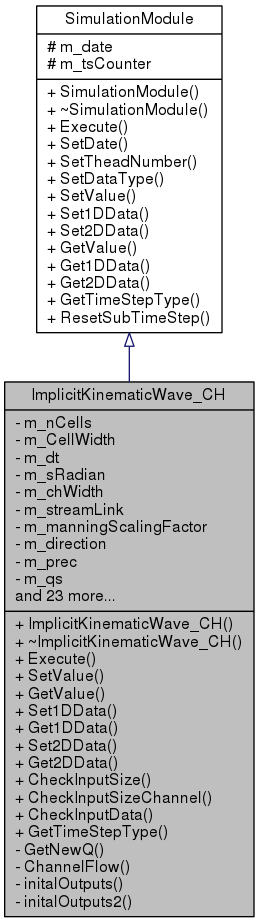 SimulationModule
# m_date
# m_tsCounter
+ SimulationModule()
+ ~SimulationModule()
+ Execute()
+ SetDate()
+ SetTheadNumber()
+ SetDataType()
+ SetValue()
+ Set1DData()
+ Set2DData()
+ GetValue()
+ Get1DData()
+ Get2DData()
+ GetTimeStepType()
+ ResetSubTimeStep()
ImplicitKinematicWave_CH
- m_nCells
- m_CellWidth
- m_dt
- m_sRadian
- m_chWidth
- m_streamLink
- m_manningScalingFactor
- m_direction
- m_prec
- m_qs
and 23 more...
+ ImplicitKinematicWave_CH()
+ ~ImplicitKinematicWave_CH()
+ Execute()
+ SetValue()
+ GetValue()
+ Set1DData()
+ Get1DData()
+ Set2DData()
+ Get2DData()
+ CheckInputSize()
+ CheckInputSizeChannel()
+ CheckInputData()
+ GetTimeStepType()
- GetNewQ()
- ChannelFlow()
- initalOutputs()
- initalOutputs2()